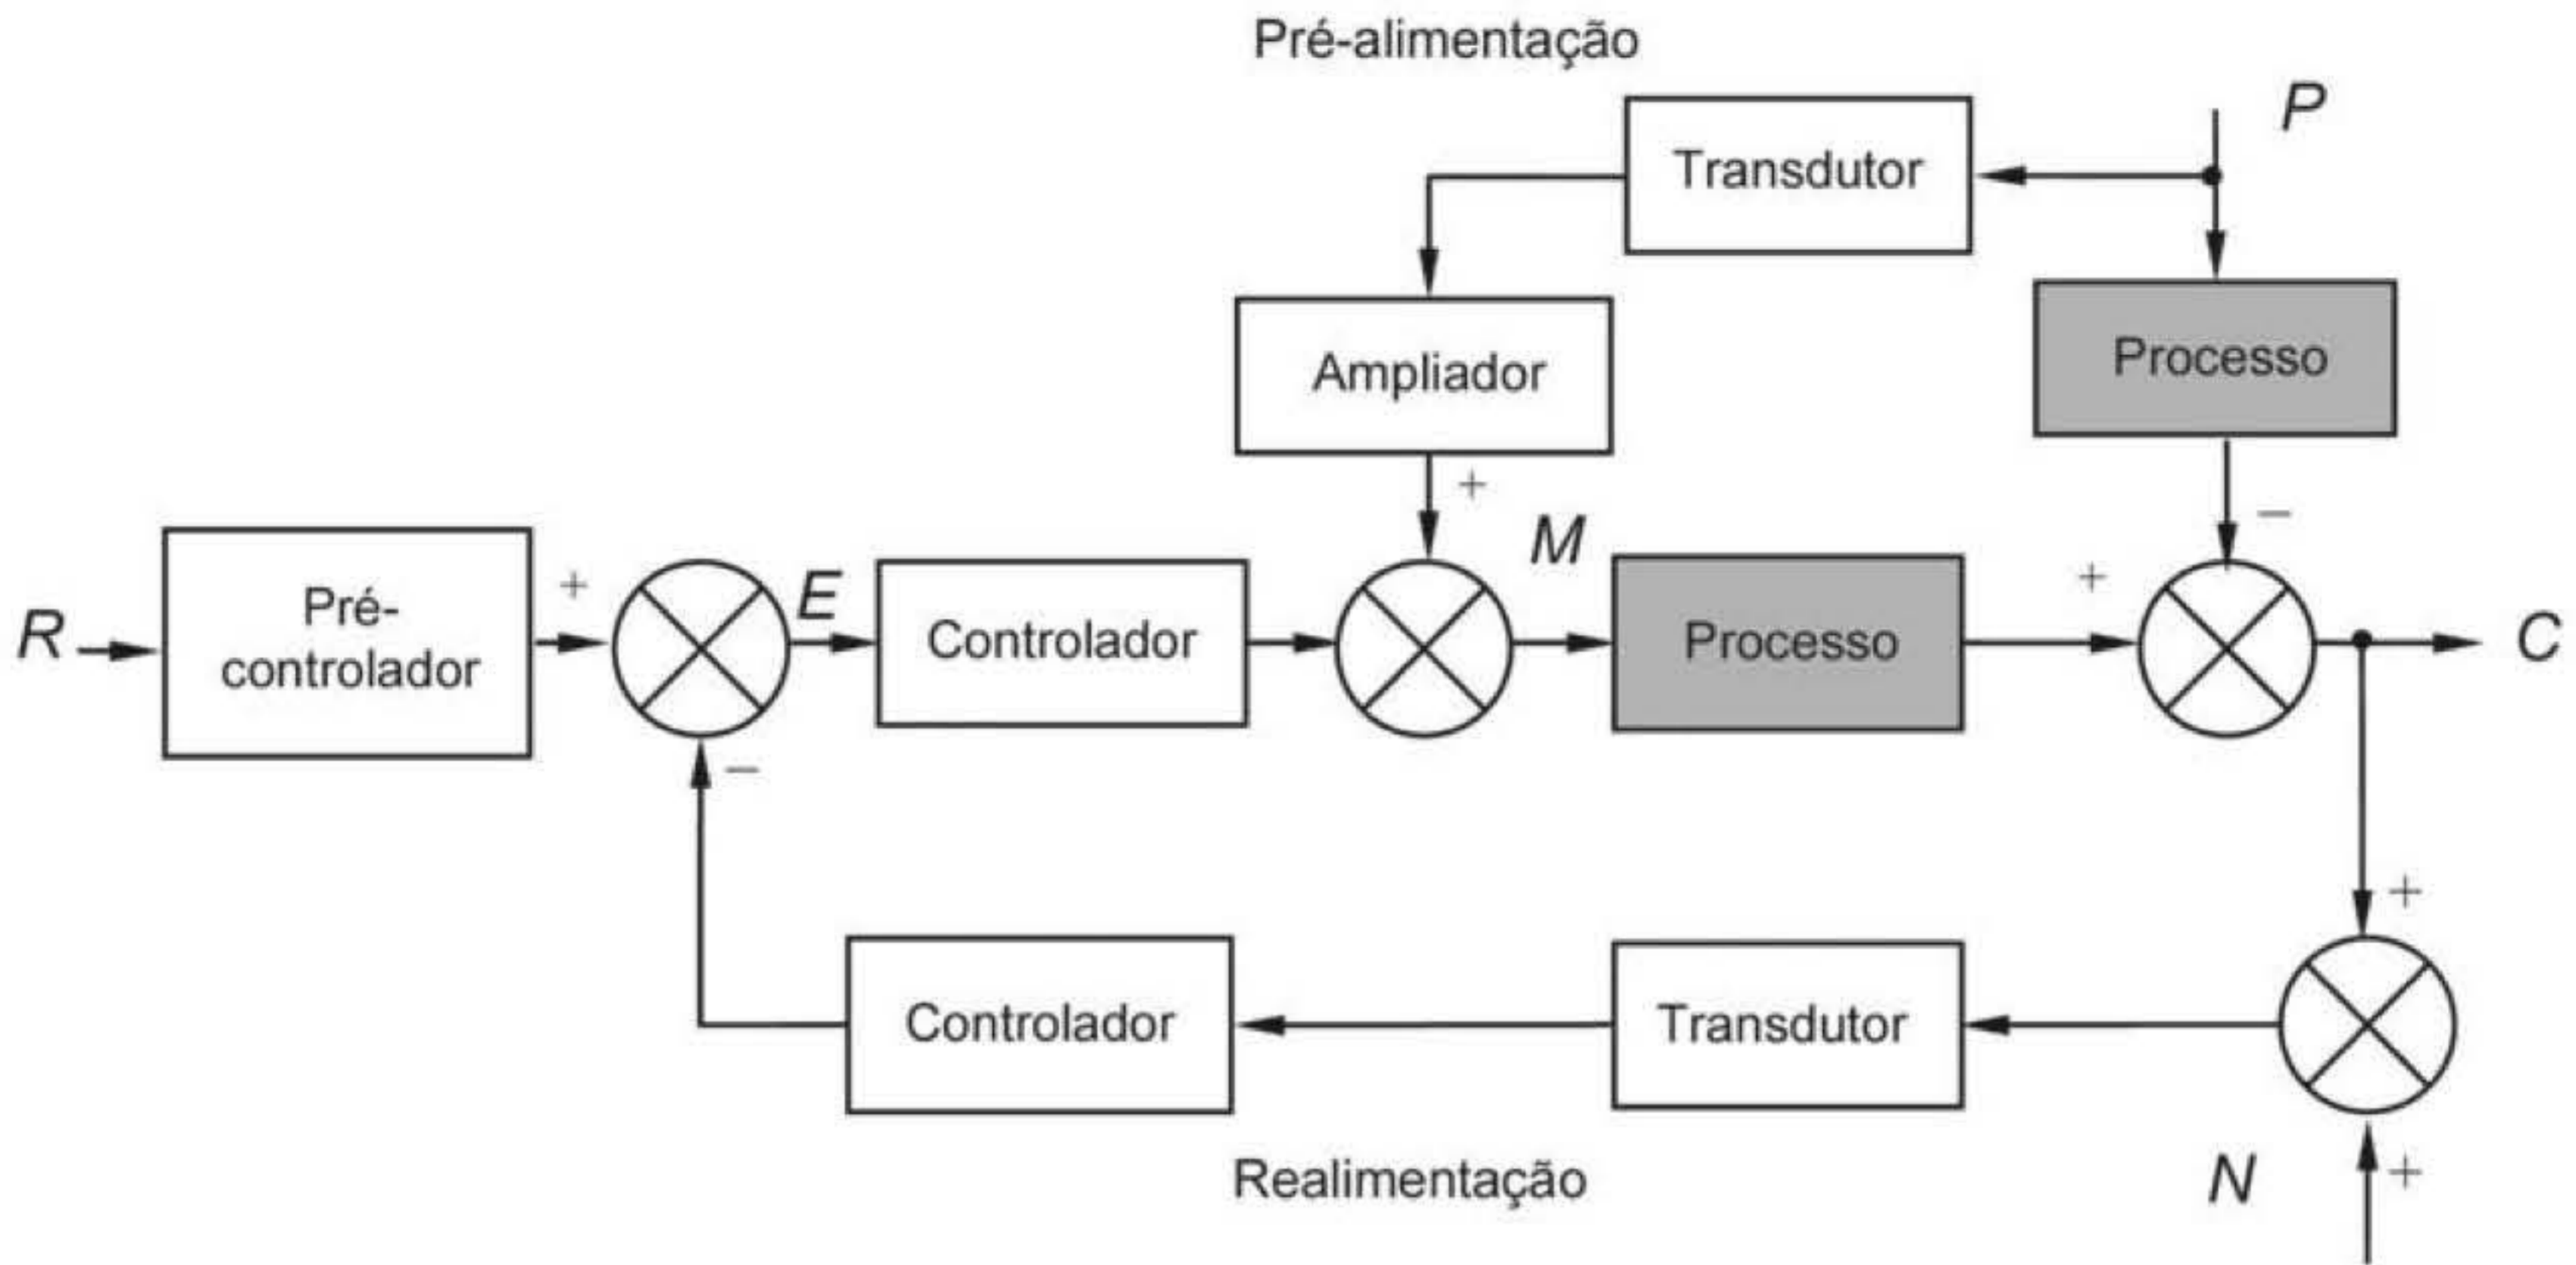 Pré-alimentação
P
Transdutor
Ampliador
Processo
+
M
−
R
Pré-
controlador
+
E
Controlador
Processo
+
C
−
+
Controlador
Transdutor
Realimentação
N
+